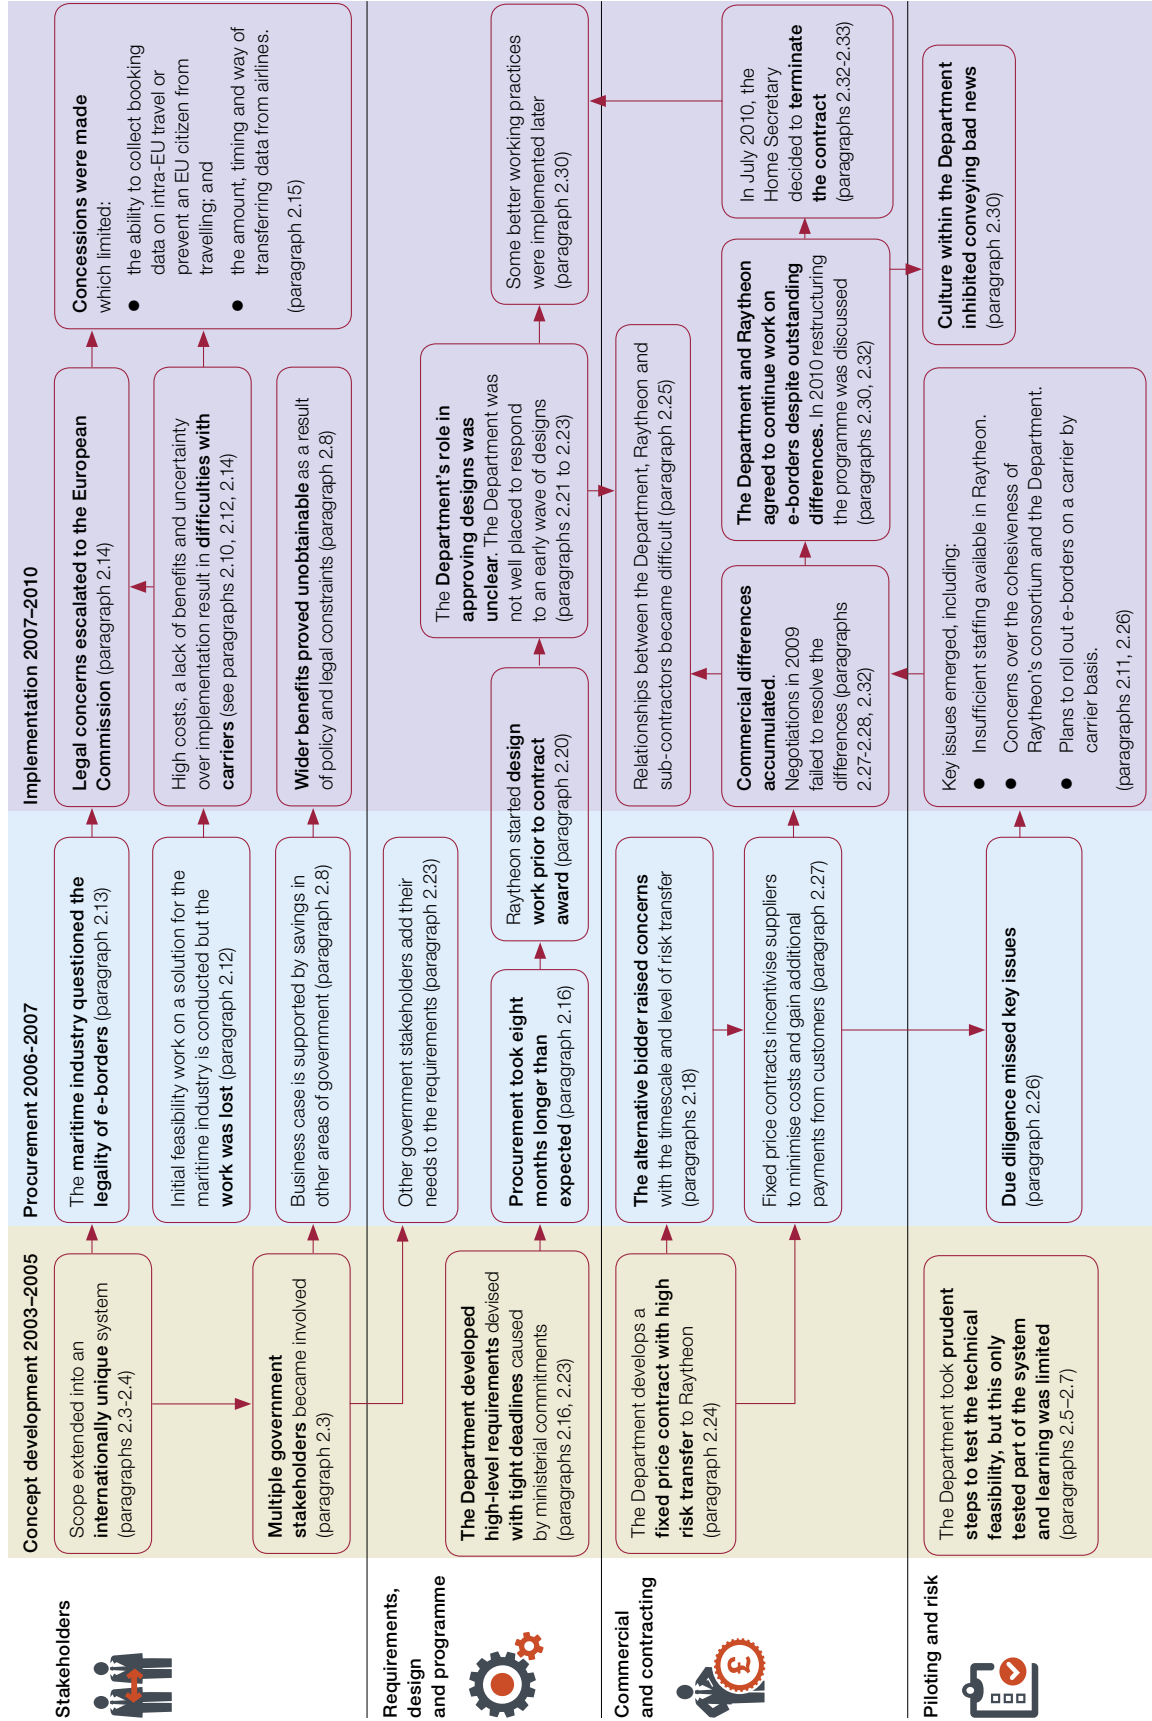 Concept development 2003–2005
Procurement 2006-2007
Implementation 2007–2010
Stakeholders
Scope extended into an
internationally unique system
(paragraphs 2.3-2.4)
Multiple government
stakeholders became involved
(paragraph 2.3)
The maritime industry questioned the
legality of e-borders (paragraph 2.13)
Initial feasibility work on a solution for the
maritime industry is conducted but the
work was lost (paragraph 2.12)
Business case is supported by savings in
other areas of government (paragraph 2.8)
Legal concerns escalated to the European
Commission (paragraph 2.14)
High costs, a lack of benefits and uncertainty
over implementation result in difficulties with
carriers (see paragraphs 2.10, 2.12, 2.14)
Wider benefits proved unobtainable as a result
of policy and legal constraints (paragraph 2.8)
Concessions were made
which limited:
● the ability to collect booking
data on intra-EU travel or
prevent an EU citizen from
travelling; and
● the amount, timing and way of
transferring data from airlines.
(paragraph 2.15)
Requirements,
design
and programme
The Department developed
high-level requirements devised
with tight deadlines caused
by ministerial commitments
(paragraphs 2.16, 2.23)
Other government stakeholders add their
needs to the requirements (paragraph 2.23)
Procurement took eight
months longer than
expected (paragraph 2.16)
Raytheon started design
work prior to contract
award (paragraph 2.20)
The Department's role in
approving designs was
unclear. The Department was
not well placed to respond
to an early wave of designs
(paragraphs 2.21 to 2.23)
Some better working practices
were implemented later
(paragraph 2.30)
Commercial
and contracting
The Department develops a
fixed price contract with high
risk transfer to Raytheon
(paragraph 2.24)
The alternative bidder raised concerns
with the timescale and level of risk transfer
(paragraphs 2.18)
Fixed price contracts incentivise suppliers
to minimise costs and gain additional
payments from customers (paragraph 2.27)
Relationships between the Department, Raytheon and
sub-contractors became difficult (paragraph 2.25)
Commercial differences
accumulated.
Negotiations in 2009
failed to resolve the
differences (paragraphs
2.27-2.28, 2.32)
The Department and Raytheon
agreed to continue work on
e-borders despite outstanding
differences. In 2010 restructuring
the programme was discussed
(paragraphs 2.30, 2.32)
In July 2010, the
Home Secretary
decided to terminate
the contract
(paragraphs 2.32-2.33)
Piloting and risk
The Department took prudent
steps to test the technical
feasibility, but this only
tested part of the system
and learning was limited
(paragraphs 2.5–2.7)
Due diligence missed key issues
(paragraph 2.26)
Key issues emerged, including:
● Insufficient staffing available in Raytheon.
● Concerns over the cohesiveness of
Raytheon's consortium and the Department.
● Plans to roll out e-borders on a carrier by
carrier basis.
(paragraphs 2.11, 2.26)
Culture within the Department
inhibited conveying bad news
(paragraph 2.30)
£